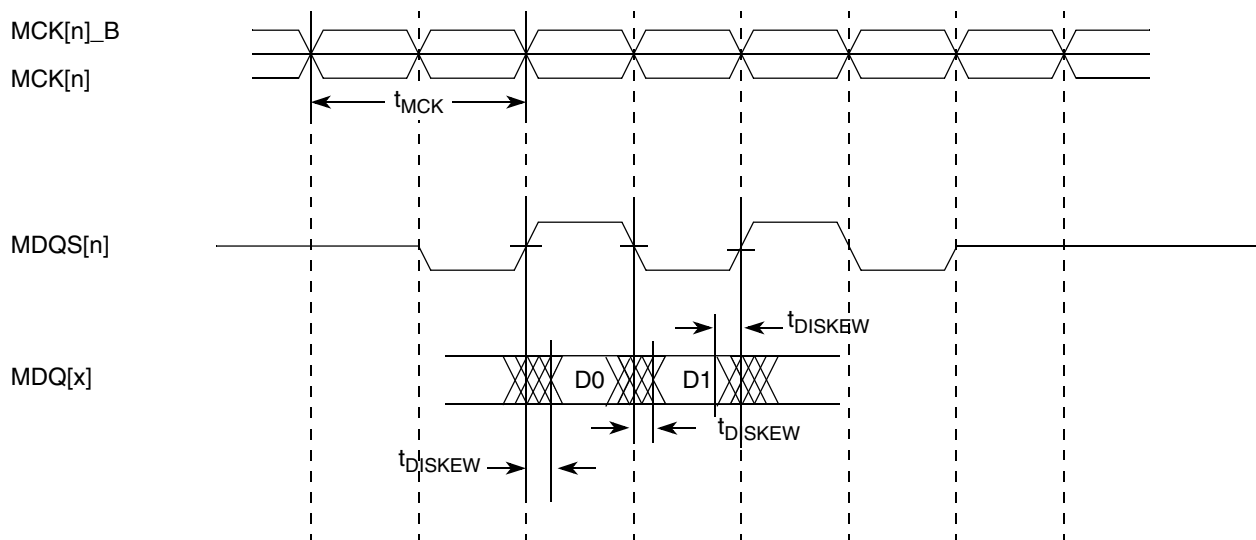 MCK[n]_B
MCK[n]
tMCK
MDQS[n]
tDISKEW
MDQ[x]
D0
D1
tDISKEW
tDISKEW